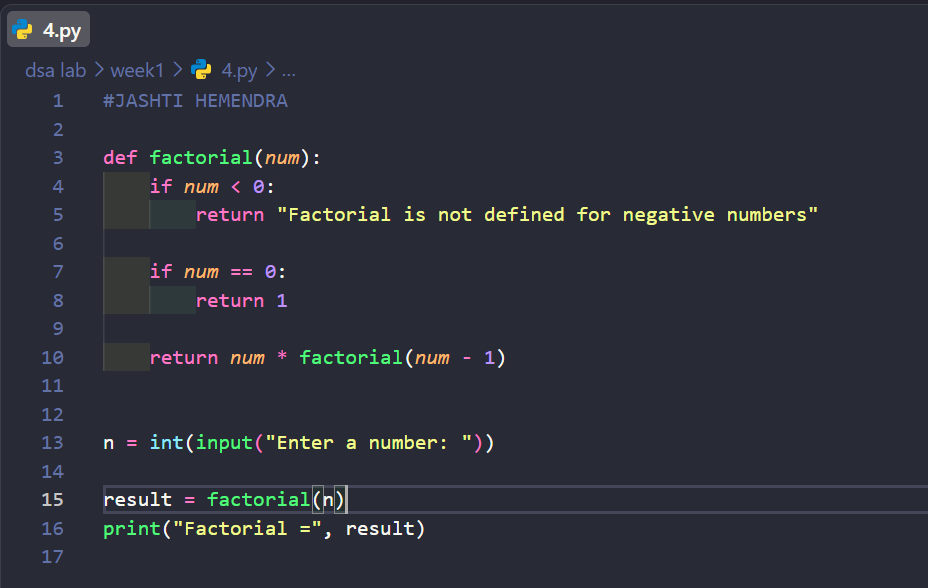 4.py
dsa lab > week1 > 4.py > ...
1 #JASHTI HEMENDRA
2
3 def factorial(num):
4     if num < 0:
5         return "Factorial is not defined for negative numbers"
6
7     if num == 0:
8         return 1
9
10     return num * factorial(num - 1)
11
12
13 n = int(input("Enter a number: "))
14
15 result = factorial(n)
16 print("Factorial =", result)
17